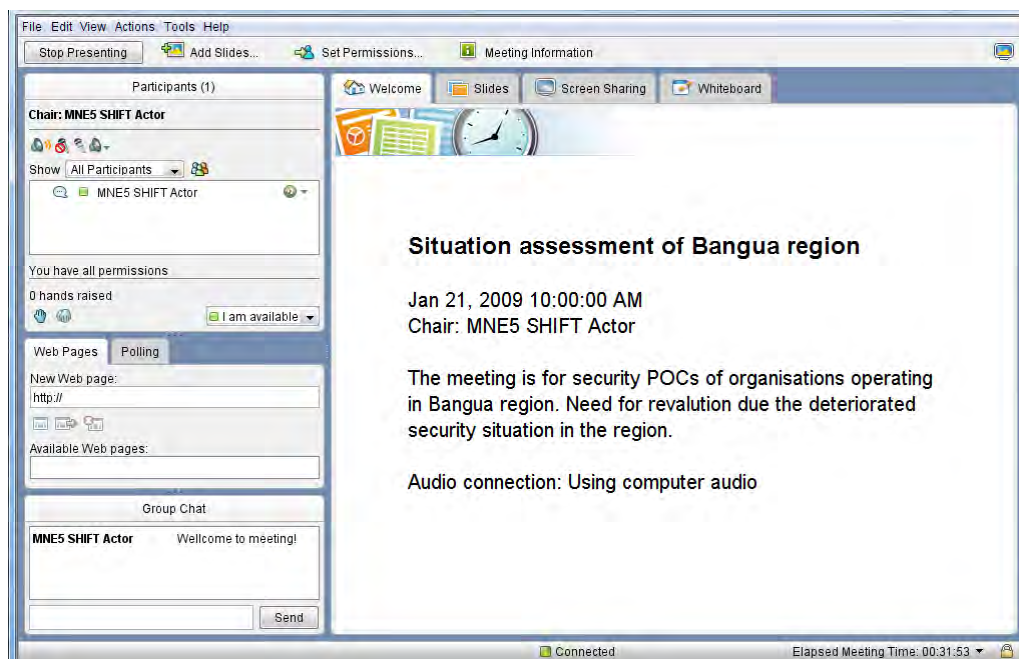 File Edit View Actions Tools Help
Stop Presenting Add Slides... Set Permissions... Meeting Information
Participants (1)
Chair: MNE5 SHIFT Actor
Show All Participants
MNE5 SHIFT Actor
You have all permissions
0 hands raised
I am available
Web Pages Polling
New Web page:
http://
Available Web pages:
Group Chat
MNE5 SHIFT Actor Wellcome to meeting!
Send
Welcome Slides Screen Sharing Whiteboard
Situation assessment of Bangua region
Jan 21, 2009 10:00:00 AM
Chair: MNE5 SHIFT Actor
The meeting is for security POCs of organisations operating
in Bangua region. Need for revalution due the deteriorated
security situation in the region.
Audio connection: Using computer audio
Connected Elapsed Meeting Time: 00:31:53